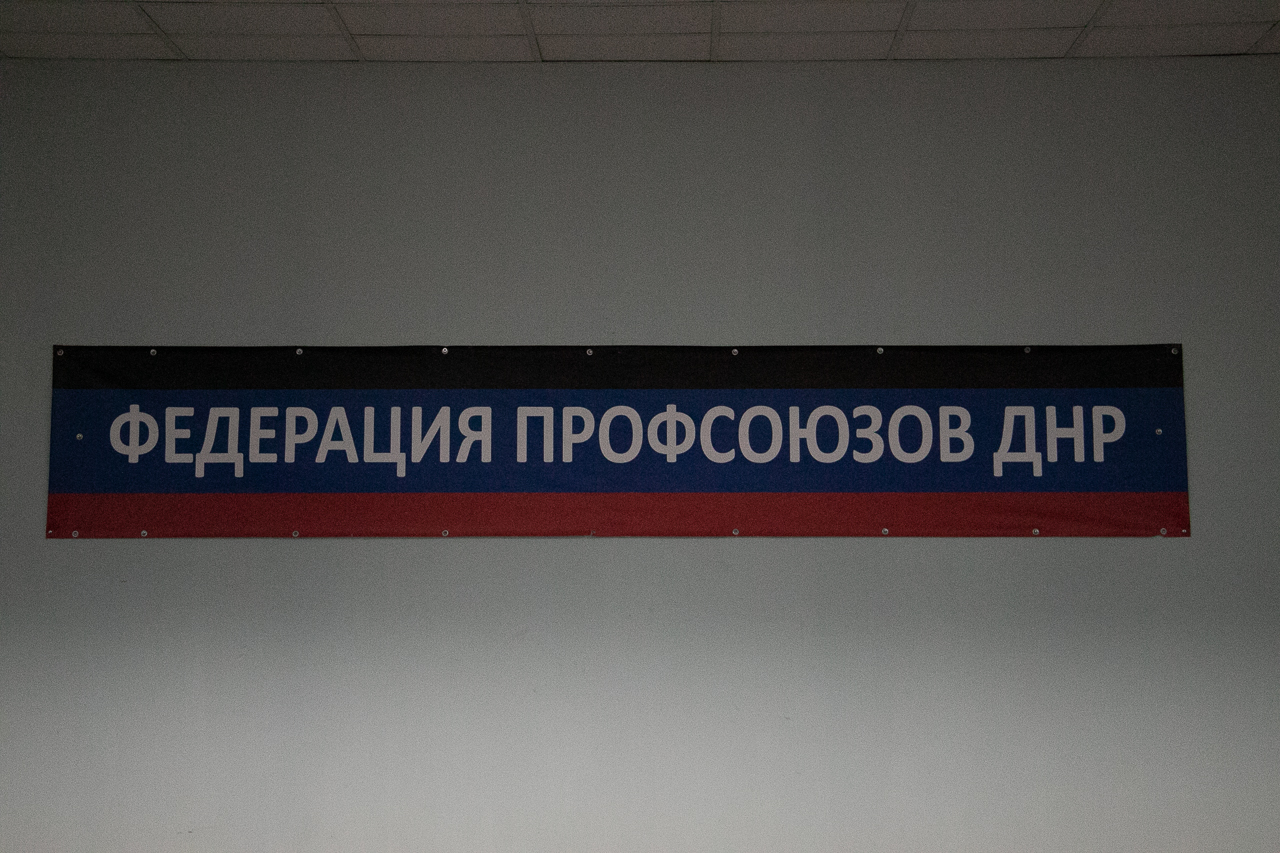 ФЕДЕРАЦИЯ ПРОФСОЮЗОВ ДНР